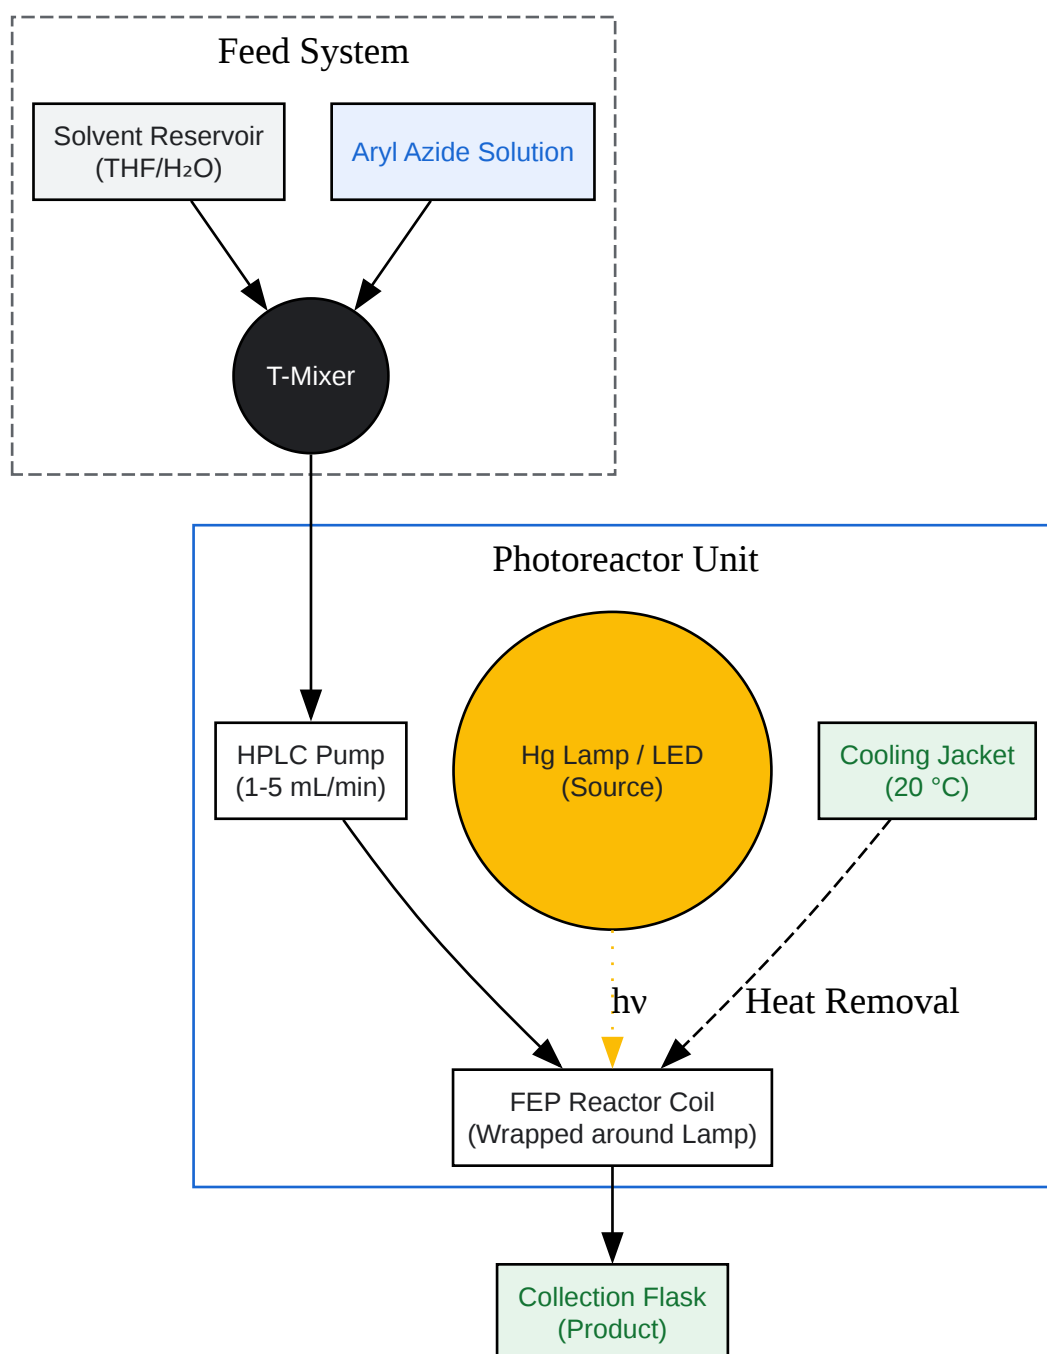 Feed System
Solvent Reservoir
(THF/H₂O)
Aryl Azide Solution
T-Mixer
Photoreactor Unit
HPLC Pump
(1-5 mL/min)
Hg Lamp / LED
(Source)
Cooling Jacket
(20 °C)
hν
Heat Removal
FEP Reactor Coil
(Wrapped around Lamp)
Collection Flask
(Product)